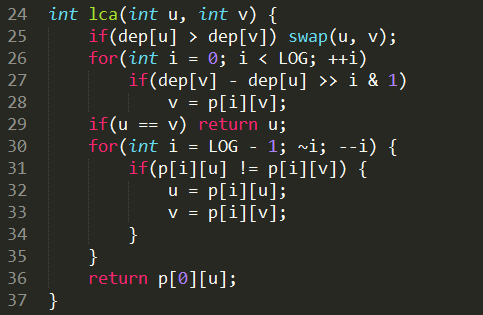 24 int lca(int u, int v) {
25     if(dep[u] > dep[v]) swap(u, v);
26     for(int i = 0; i < LOG; ++i)
27         if(dep[v] - dep[u] >> i & 1)
28             v = p[i][v];
29     if(u == v) return u;
30     for(int i = LOG - 1; ~i; --i) {
31         if(p[i][u] != p[i][v]) {
32             u = p[i][u];
33             v = p[i][v];
34         }
35     }
36     return p[0][u];
37 }